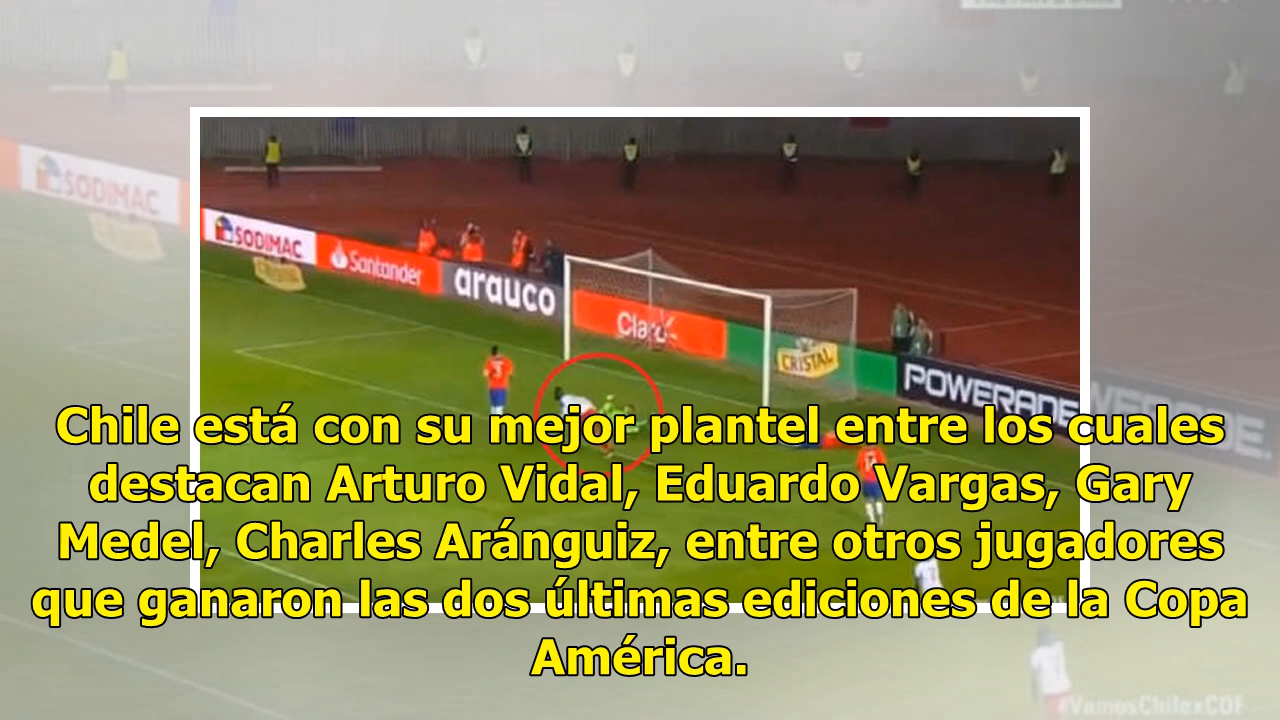 SODIMAC
SODIMAC
Santander
arauco
Claro
CRISTAL
POWERADE
Chile está con su mejor plantel entre los cuales
destacan Arturo Vidal, Eduardo Vargas, Gary
Medel, Charles Aránguiz, entre otros jugadores
que ganaron las dos últimas ediciones de la Copa
América.
#VamosChilexCDF